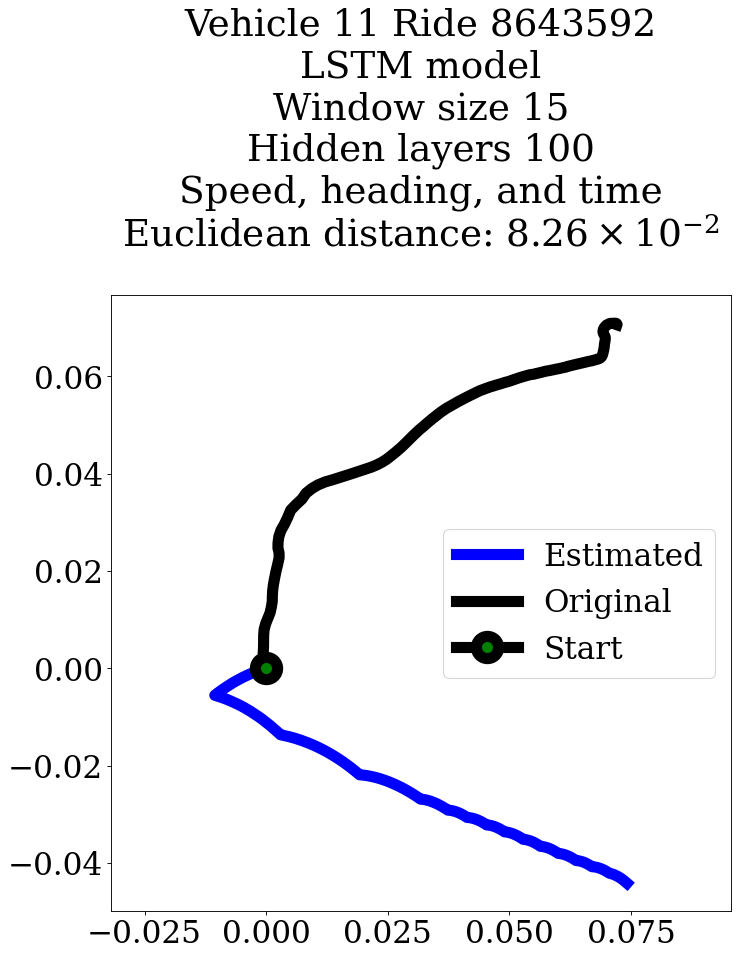 Vehicle 11 Ride 8643592
LSTM model
Window size 15
Hidden layers 100
Speed, heading, and time
Euclidean distance: 8.26 × 10⁻²
0.06
0.04
0.02
0.00
−0.02
−0.04
Estimated
Original
Start
−0.025 0.000 0.025 0.050 0.075